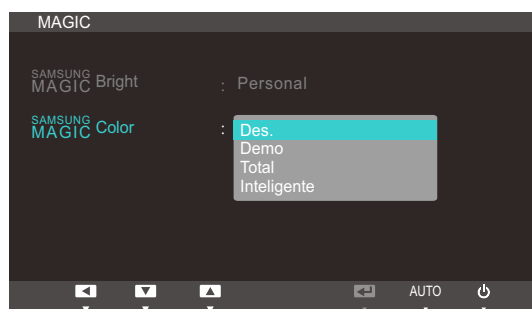 MAGIC
SAMSUNG MAGIC Bright : Personal
SAMSUNG MAGIC Color : Des.
Demo
Total
Inteligente
AUTO